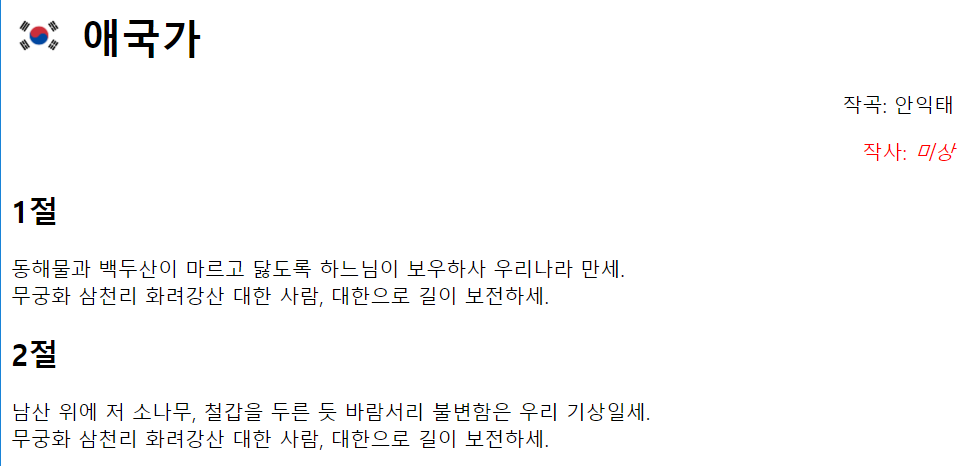 애국가
작곡: 안익태
작사: 미상
1절
동해물과 백두산이 마르고 닳도록 하느님이 보우하사 우리나라 만세.
무궁화 삼천리 화려강산 대한 사람, 대한으로 길이 보전하세.
2절
남산 위에 저 소나무, 철갑을 두른 듯 바람서리 불변함은 우리 기상일세.
무궁화 삼천리 화려강산 대한 사람, 대한으로 길이 보전하세.